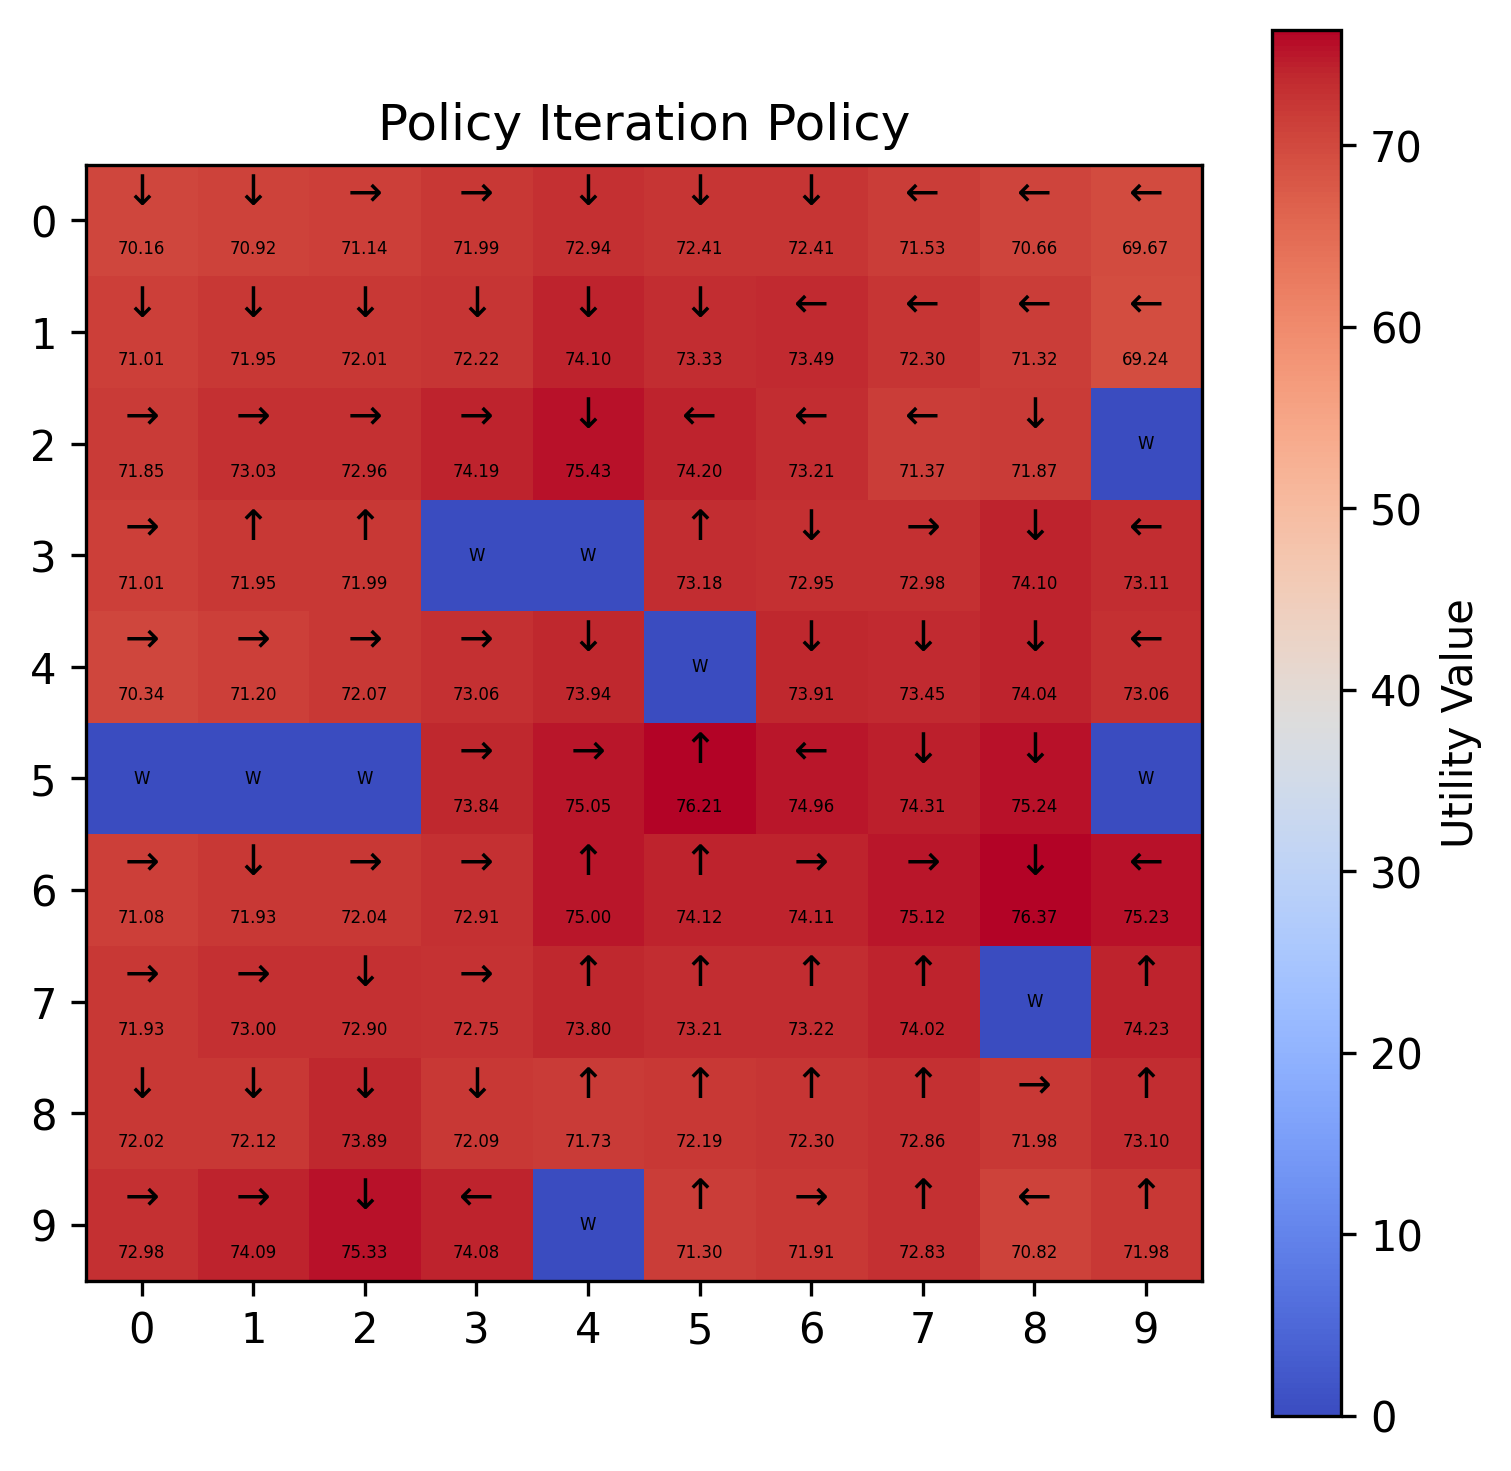 Policy Iteration Policy
0 ↓ ↓ → → ↓ ↓ ↓ ← ← ←
70.16 70.92 71.14 71.99 72.94 72.41 72.41 71.53 70.66 69.67
1 ↓ ↓ ↓ ↓ ↓ ↓ ← ← ← ←
71.01 71.95 72.01 72.22 74.10 73.33 73.49 72.30 71.32 69.24
2 → → → → ↓ ← ← ← ↓ W
71.85 73.03 72.96 74.19 75.43 74.20 73.21 71.37 71.87
3 → ↑ ↑ W W ↑ ↓ → ↓ ←
71.01 71.95 71.99 73.18 72.95 72.98 74.10 73.11
4 → → → → ↓ W ↓ ↓ ↓ ←
70.34 71.20 72.07 73.06 73.94 73.91 73.45 74.04 73.06
5 W W W → → ↑ ← ↓ ↓ W
73.84 75.05 76.21 74.96 74.31 75.24
6 → ↓ → → ↑ ↑ → → ↓ ←
71.08 71.93 72.04 72.91 75.00 74.12 74.11 75.12 76.37 75.23
7 → → ↓ → ↑ ↑ ↑ ↑ W ↑
71.93 73.00 72.90 72.75 73.80 73.21 73.22 74.02 74.23
8 ↓ ↓ ↓ ↓ ↑ ↑ ↑ ↑ → ↑
72.02 72.12 73.89 72.09 71.73 72.19 72.30 72.86 71.98 73.10
9 → → ↓ ← W ↑ → ↑ ← ↑
72.98 74.09 75.33 74.08 71.30 71.91 72.83 70.82 71.98
0 1 2 3 4 5 6 7 8 9
70
60
50
40
30
20
10
0
Utility Value